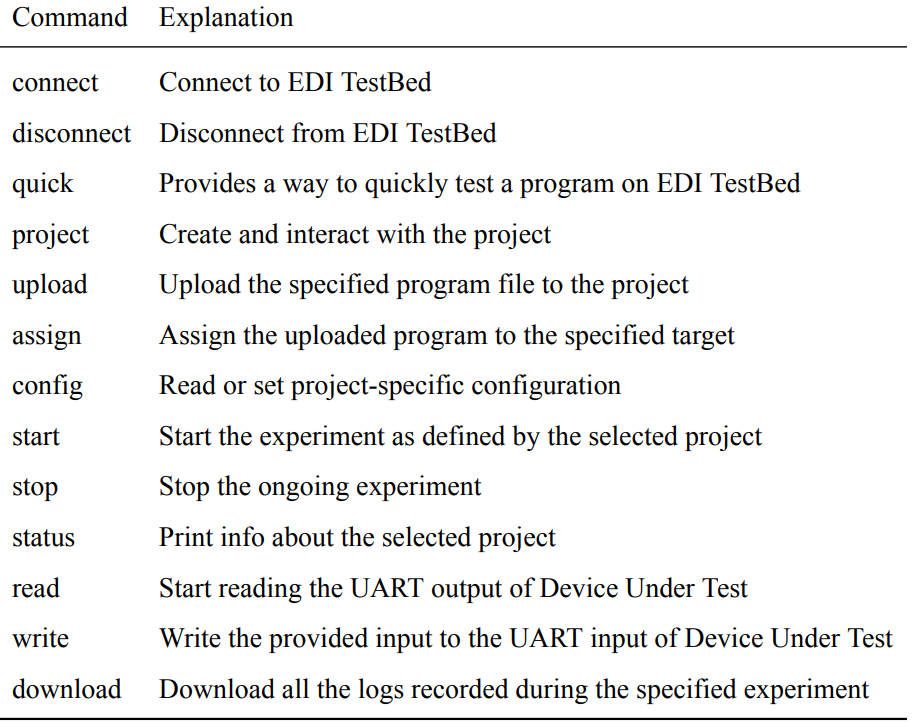 Command Explanation
connect Connect to EDI TestBed
disconnect Disconnect from EDI TestBed
quick Provides a way to quickly test a program on EDI TestBed
project Create and interact with the project
upload Upload the specified program file to the project
assign Assign the uploaded program to the specified target
config Read or set project-specific configuration
start Start the experiment as defined by the selected project
stop Stop the ongoing experiment
status Print info about the selected project
read Start reading the UART output of Device Under Test
write Write the provided input to the UART input of Device Under Test
download Download all the logs recorded during the specified experiment